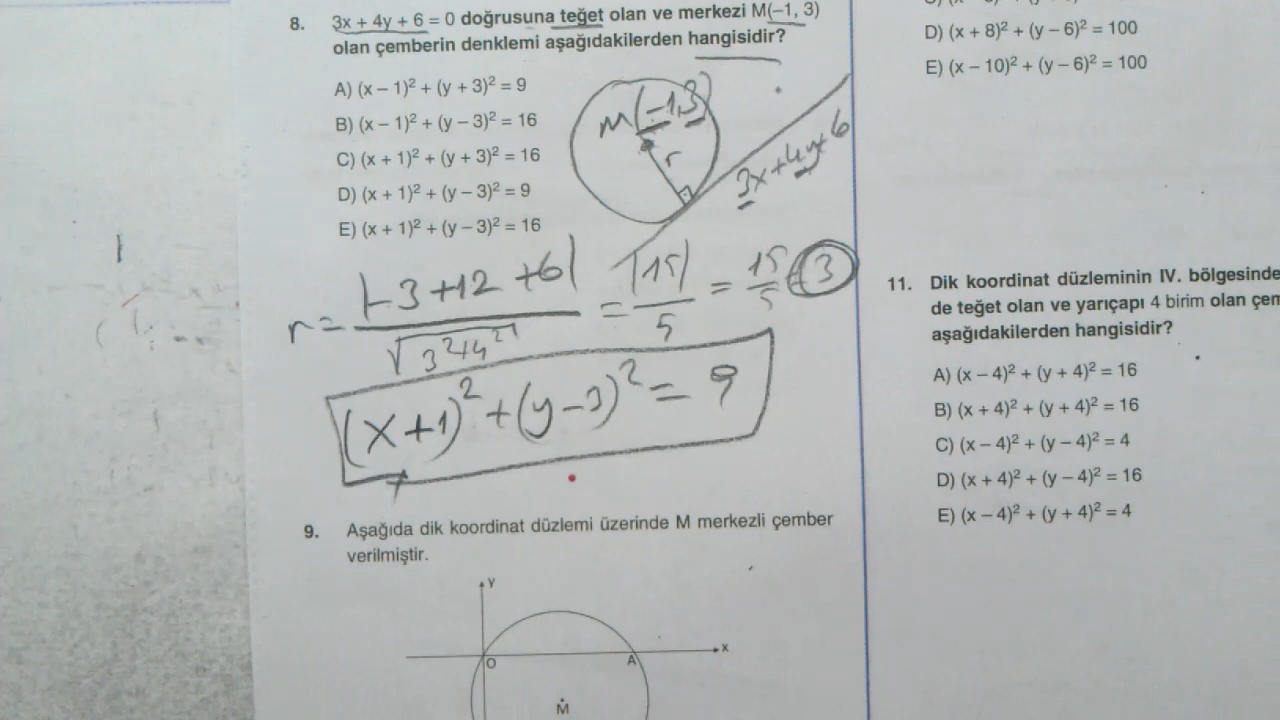 8. 3x + 4y + 6 = 0 doğrusuna teğet olan ve merkezi M(−1, 3)
olan çemberin denklemi aşağıdakilerden hangisidir?
A) (x − 1)² + (y + 3)² = 9
B) (x − 1)² + (y − 3)² = 16
C) (x + 1)² + (y + 3)² = 16
D) (x + 1)² + (y − 3)² = 9
E) (x + 1)² + (y − 3)² = 16
M(−1,3)
r
3x+4y+6
r = |−3+12+6| / √3²+4² = |15| / 5 = 15/5 = 3
(x+1)² + (y−3)² = 9
9. Aşağıda dik koordinat düzlemi üzerinde M merkezli çember
verilmiştir.
y
x
O
A
M
D) (x + 8)² + (y − 6)² = 100
E) (x − 10)² + (y − 6)² = 100
11. Dik koordinat düzleminin IV. bölgesinde
de teğet olan ve yarıçapı 4 birim olan çem
aşağıdakilerden hangisidir?
A) (x − 4)² + (y + 4)² = 16
B) (x + 4)² + (y + 4)² = 16
C) (x − 4)² + (y − 4)² = 4
D) (x + 4)² + (y − 4)² = 16
E) (x − 4)² + (y + 4)² = 4